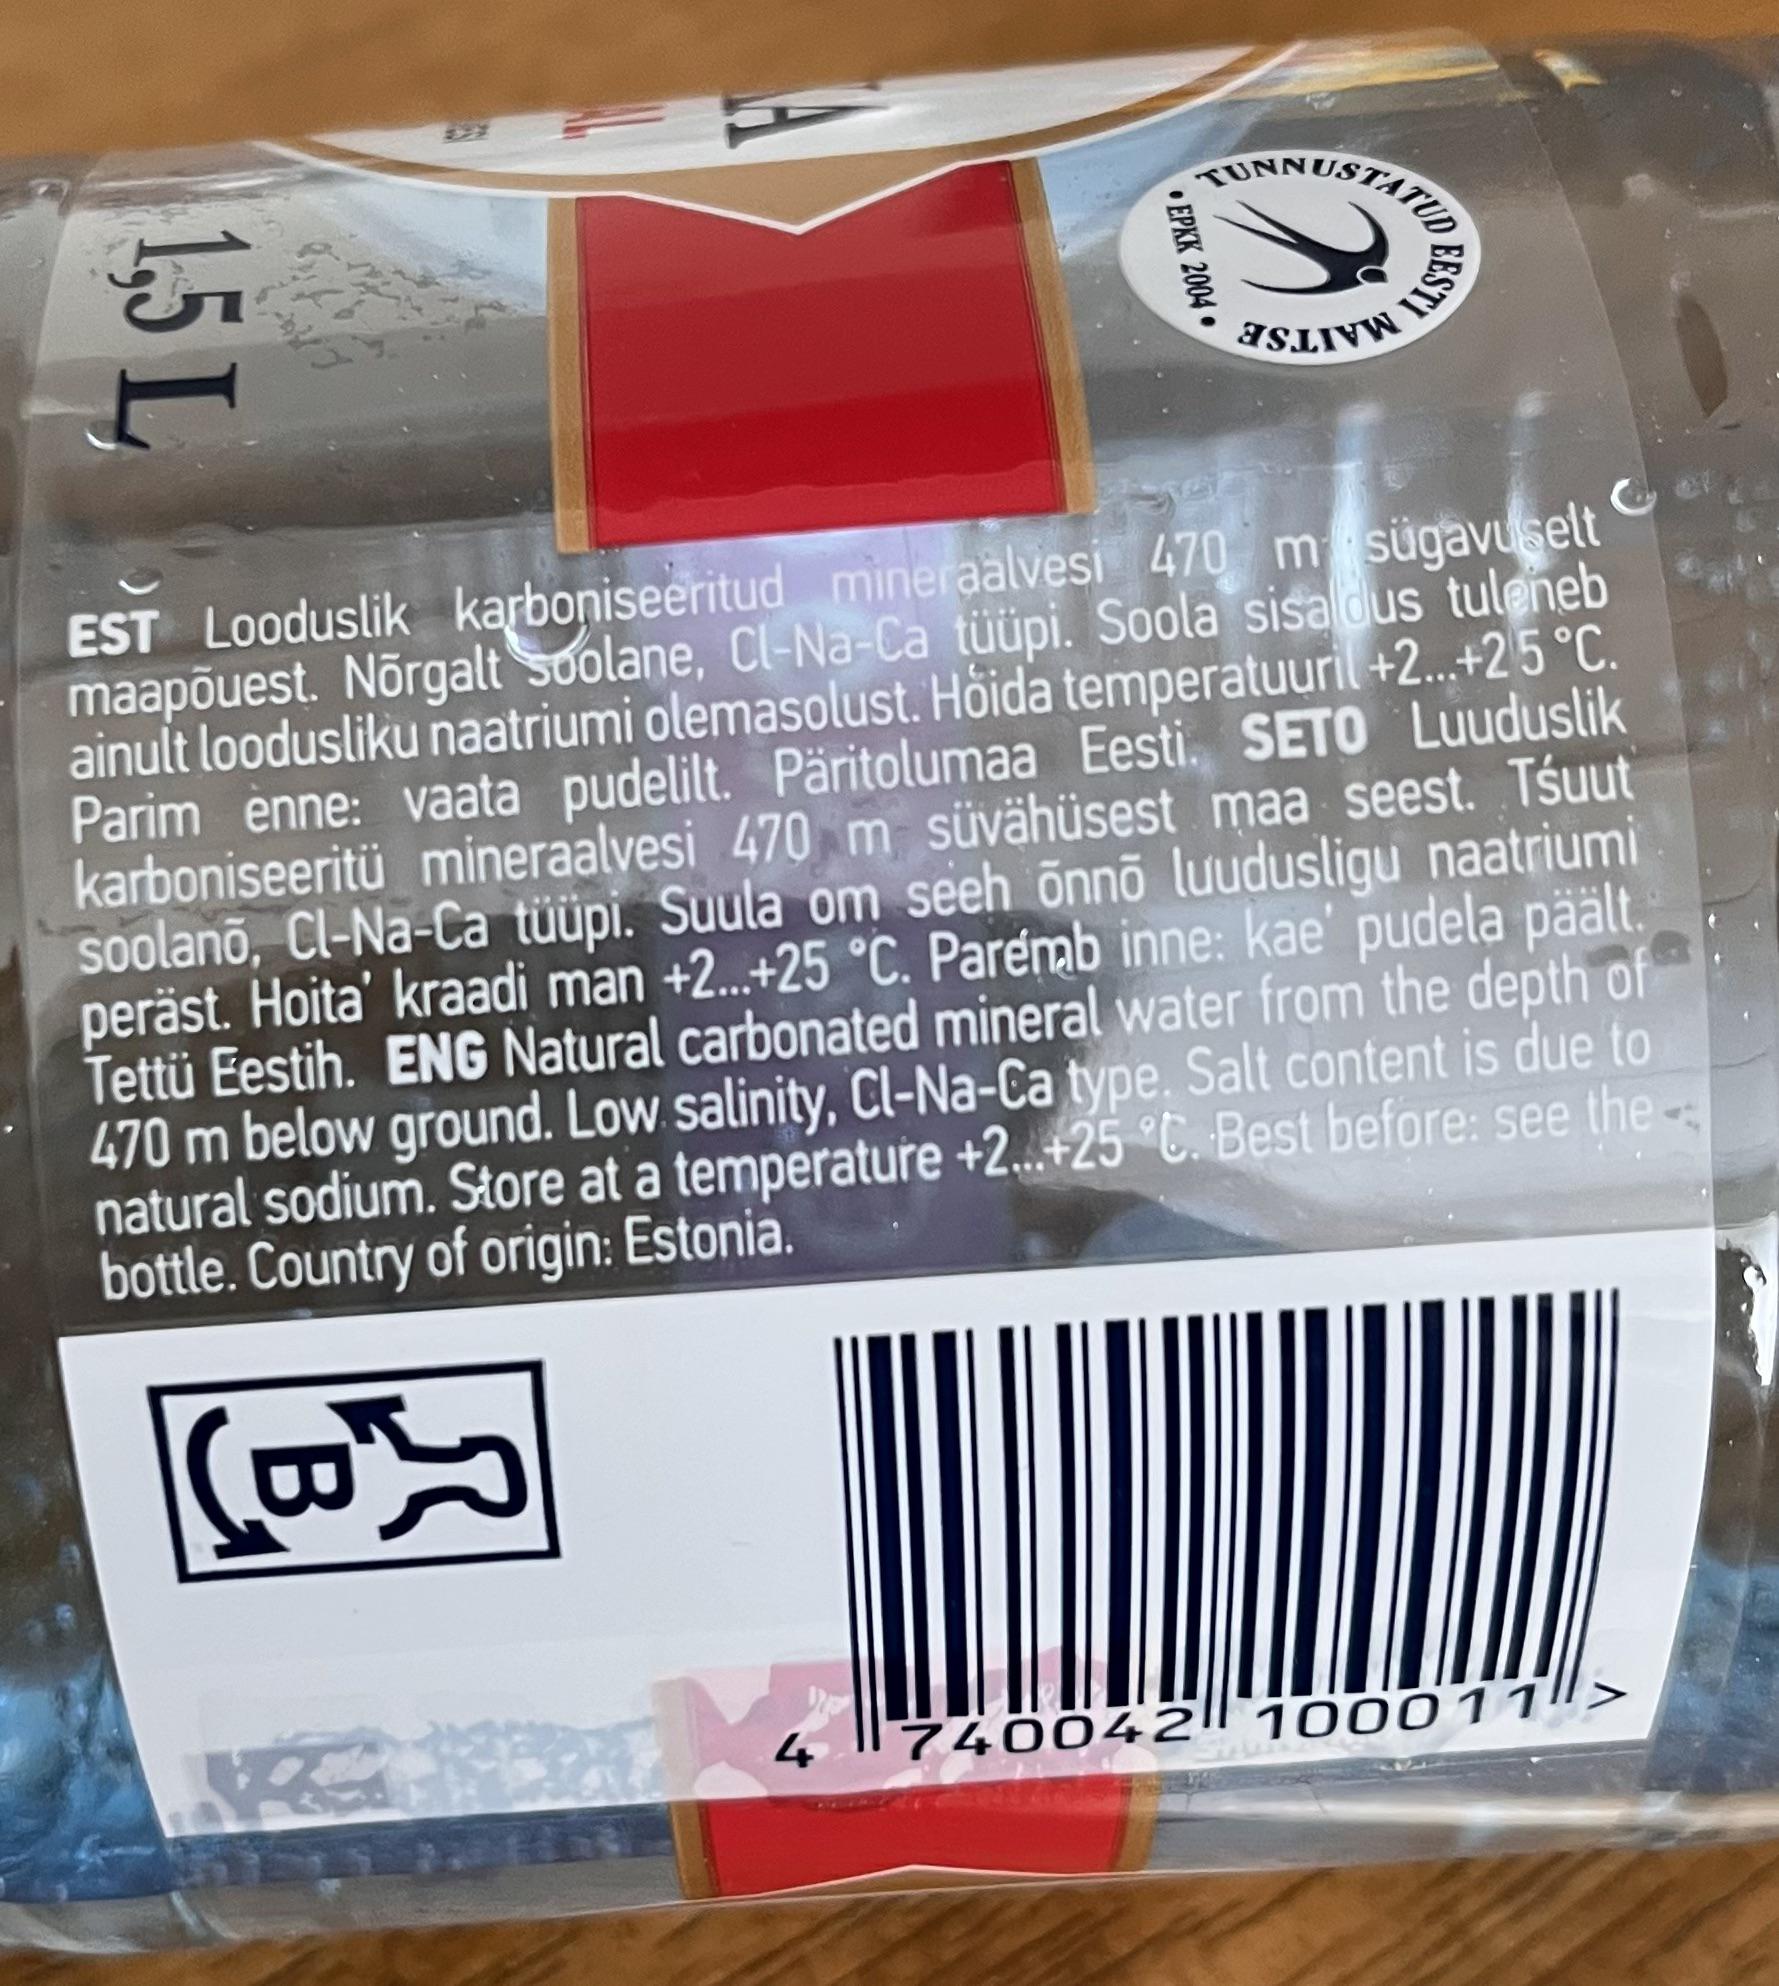 KA
AL
TUNNUSTATUD EESTI MAITSE
• EPKK 2004 •
1,5 L
EST Looduslik karboniseeritud mineraalvesi 470 m sügavuselt
maapõuest. Nõrgalt soolane, Cl-Na-Ca tüüpi. Soola sisaldus tuleneb
ainult loodusliku naatriumi olemasolust. Hoida temperatuuril +2...+25 °C.
Parim enne: vaata pudelilt. Päritolumaa Eesti. SETO Luuduslik
karboniseeritü mineraalvesi 470 m süvähüsest maa seest. Tśuut
soolanõ, Cl-Na-Ca tüüpi. Suula om seeh õnnõ luudusligu naatriumi
peräst. Hoita' kraadi man +2...+25 °C. Paremb inne: kae' pudela päält.
Tettü Eestih. ENG Natural carbonated mineral water from the depth of
470 m below ground. Low salinity, Cl-Na-Ca type. Salt content is due to
natural sodium. Store at a temperature +2...+25 °C. Best before: see the
bottle. Country of origin: Estonia.
B
4 740042 100011 >